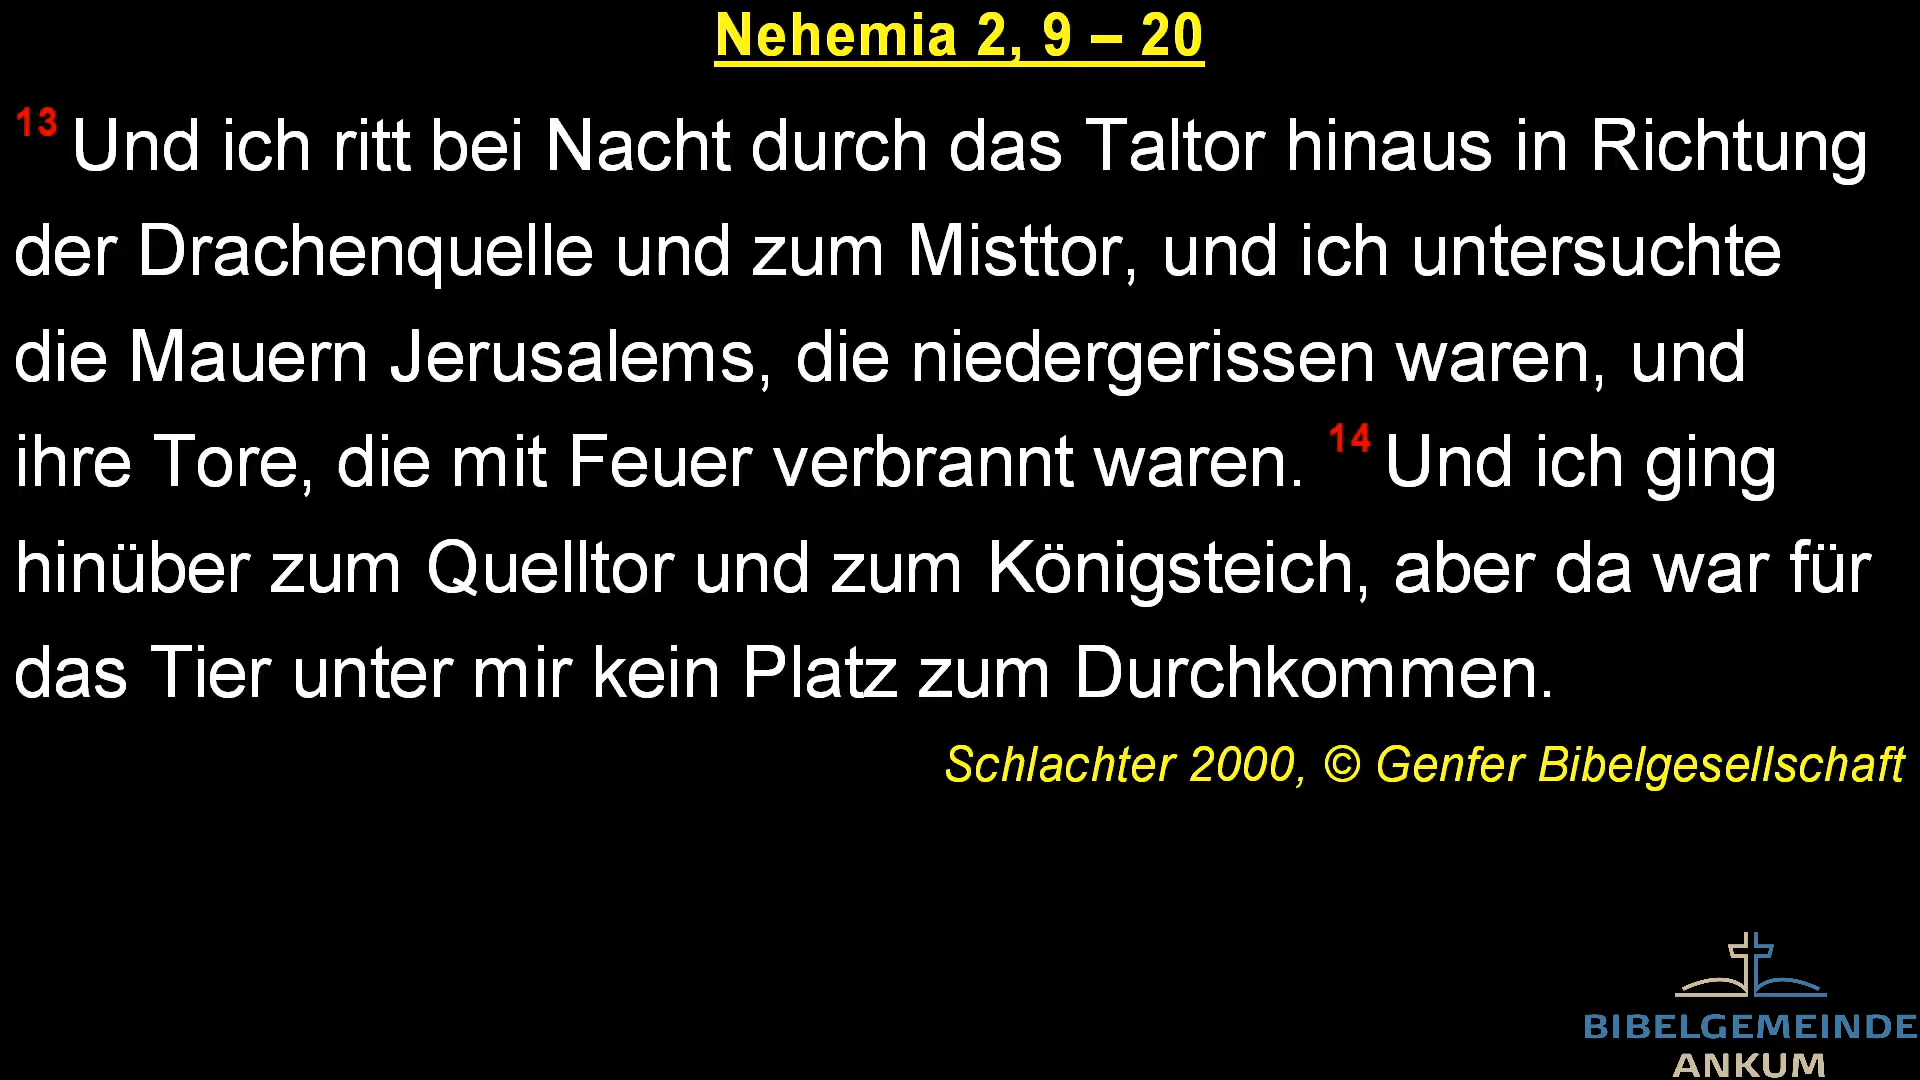 Nehemia 2, 9 – 20
13 Und ich ritt bei Nacht durch das Taltor hinaus in Richtung
der Drachenquelle und zum Misttor, und ich untersuchte
die Mauern Jerusalems, die niedergerissen waren, und
ihre Tore, die mit Feuer verbrannt waren. 14 Und ich ging
hinüber zum Quelltor und zum Königsteich, aber da war für
das Tier unter mir kein Platz zum Durchkommen.
Schlachter 2000, © Genfer Bibelgesellschaft
BIBELGEMEINDE
ANKUM